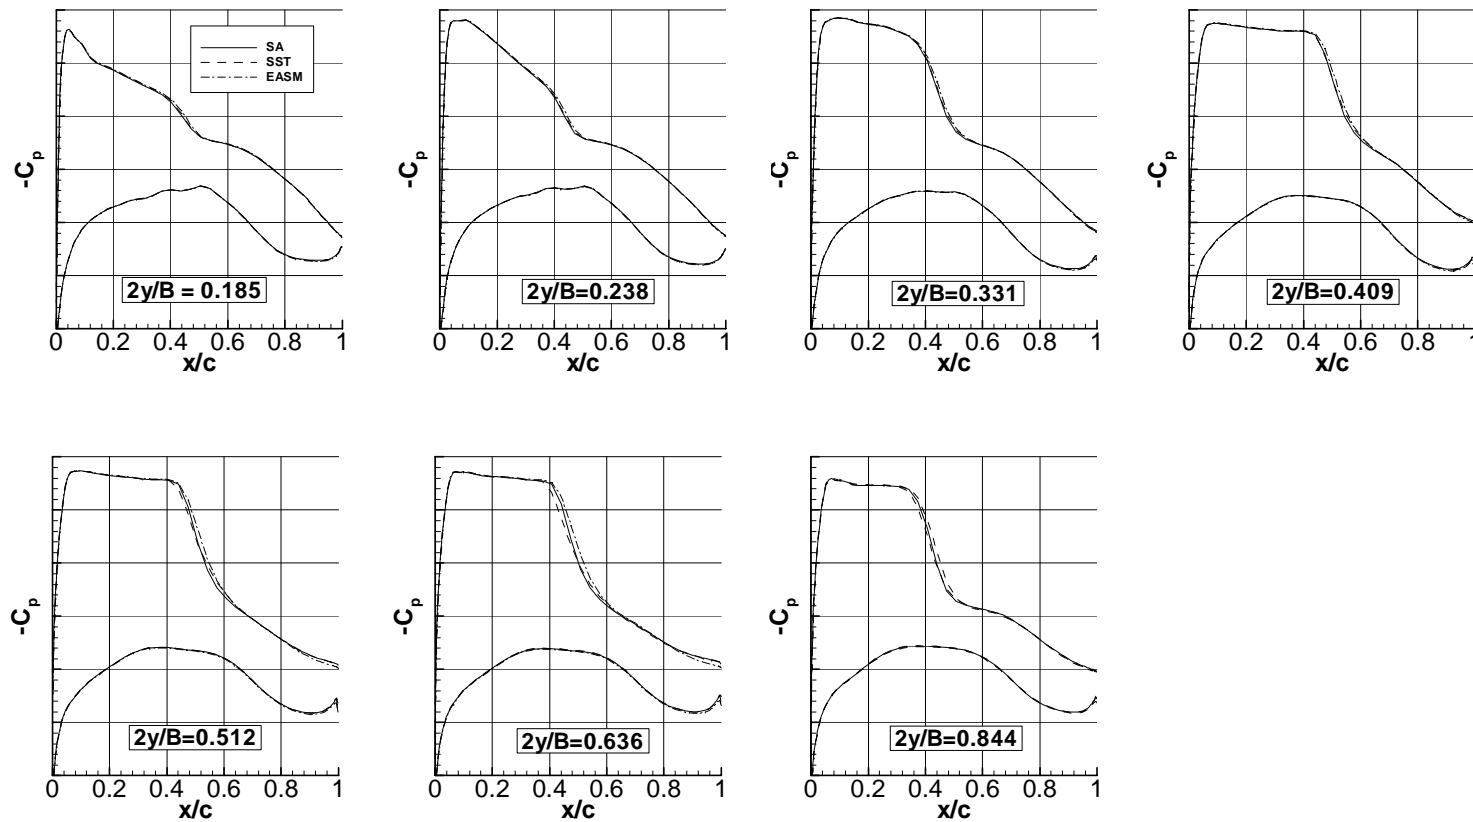 SA
SST
EASM
-Cp
2y/B = 0.185
0 0.2 0.4 0.6 0.8 1
x/c
-Cp
2y/B=0.238
0 0.2 0.4 0.6 0.8 1
x/c
-Cp
2y/B=0.331
0 0.2 0.4 0.6 0.8 1
x/c
-Cp
2y/B=0.409
0 0.2 0.4 0.6 0.8 1
x/c
-Cp
2y/B=0.512
0 0.2 0.4 0.6 0.8 1
x/c
-Cp
2y/B=0.636
0 0.2 0.4 0.6 0.8 1
x/c
-Cp
2y/B=0.844
0 0.2 0.4 0.6 0.8 1
x/c